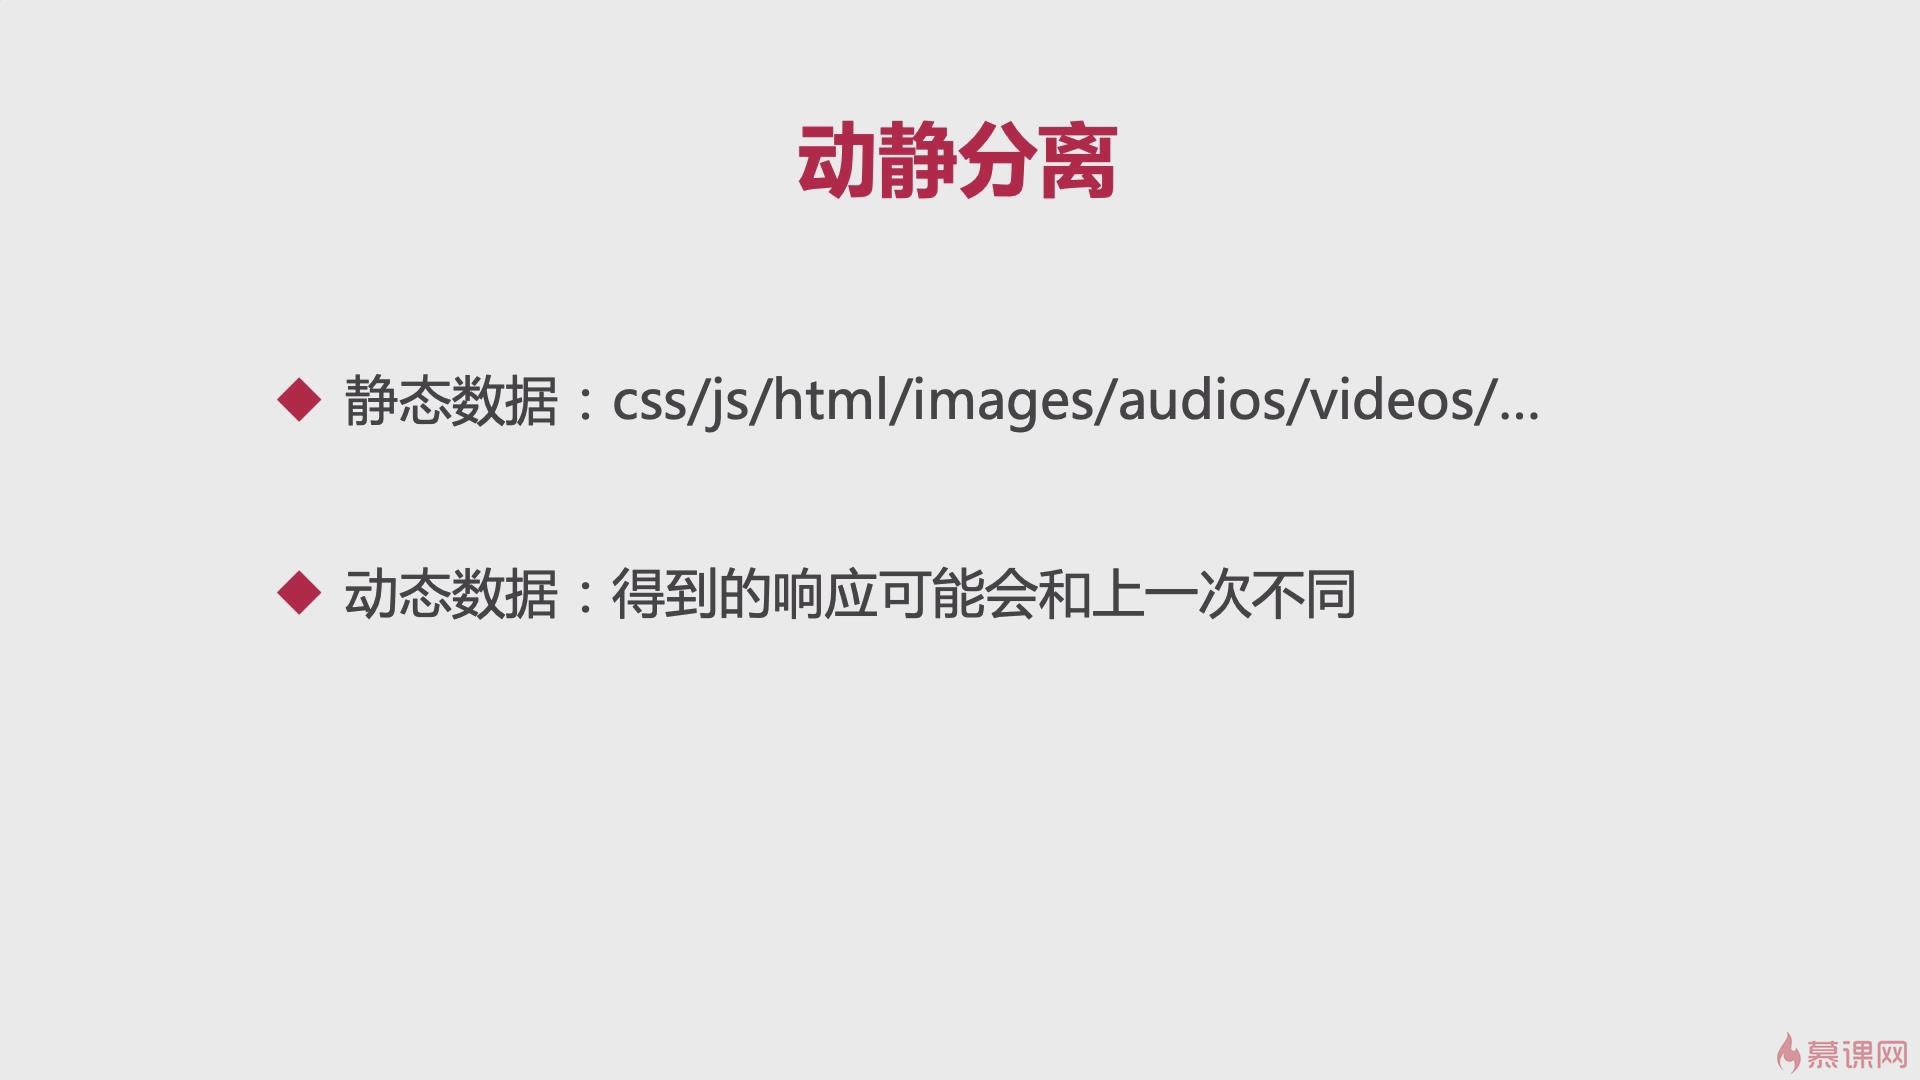 动静分离
静态数据：css/js/html/images/audios/videos/...
动态数据：得到的响应可能会和上一次不同
慕课网